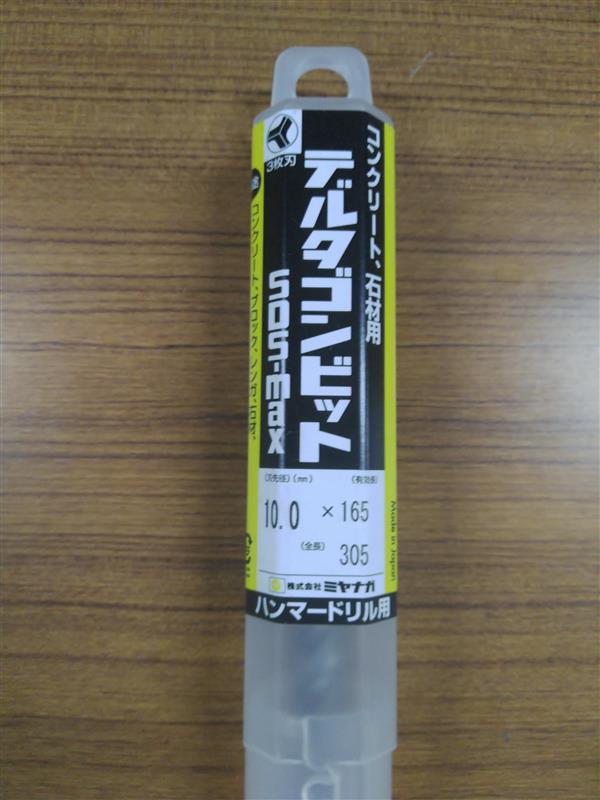 コンクリート、石材用
デルタゴンビット
SDS-max
3枚刃
(刃先径)(mm)
(有効長)
10.0 × 165
(全長)
305
株式会社 ミヤナガ
ハンマードリル用
コンクリート、ブロック、レンガ、石材、
Made in Japan